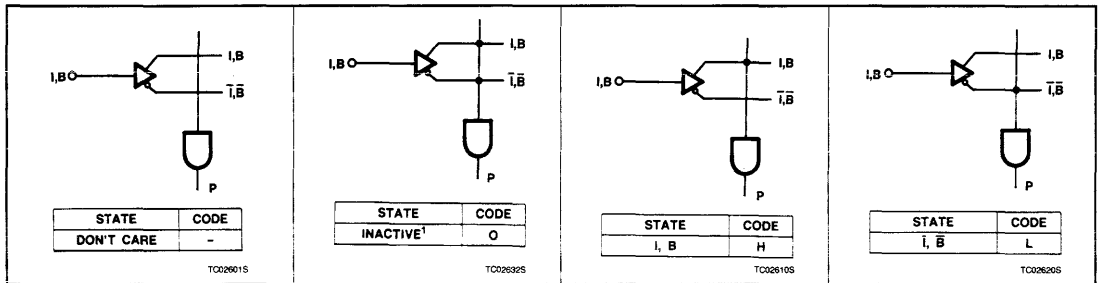 I,B
I,B
I̅,B̅
P
STATE CODE
DON'T CARE –
TC02601S
I,B
I,B
I̅,B̅
P
STATE CODE
INACTIVE¹ O
TC02632S
I,B
I,B
I̅,B̅
P
STATE CODE
I, B H
TC02610S
I,B
I,B
I̅,B̅
P
STATE CODE
I̅, B̅ L
TC02620S